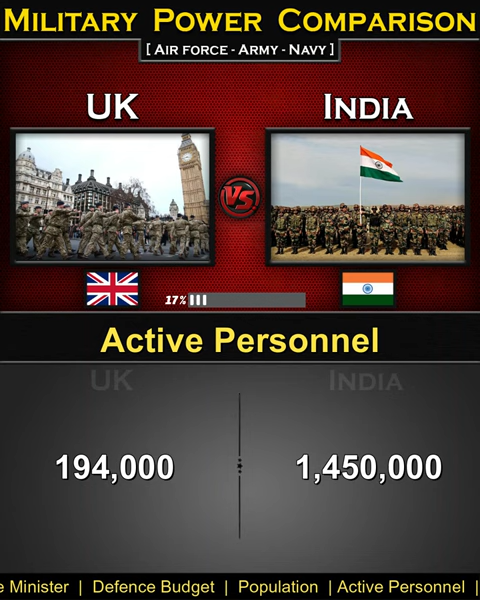 Military Power Comparison
[ Air force - Army - Navy ]
UK
India
VS
17%
Active Personnel
UK
India
194,000
1,450,000
e Minister | Defence Budget | Population | Active Personnel |